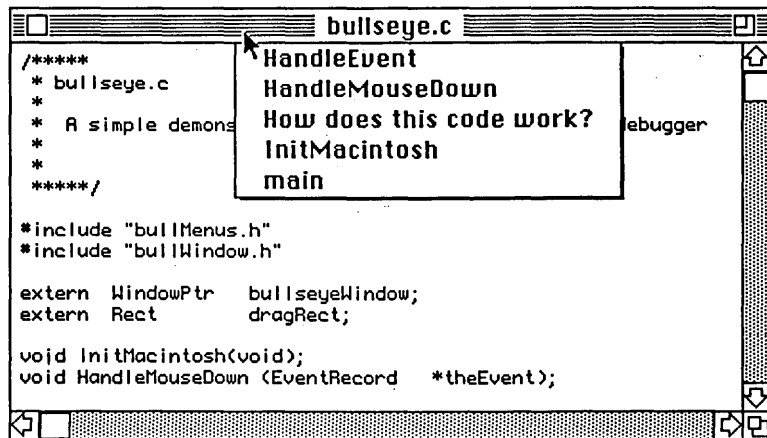 bullseye.c
/*****
* bullseye.c
*
* A simple demons
*
*
*****/
ebugger
HandleEvent
HandleMouseDown
How does this code work?
InitMacintosh
main
#include "bullMenus.h"
#include "bullWindow.h"
extern WindowPtr bullseyeWindow;
extern Rect dragRect;
void InitMacintosh(void);
void HandleMouseDown (EventRecord *theEvent);